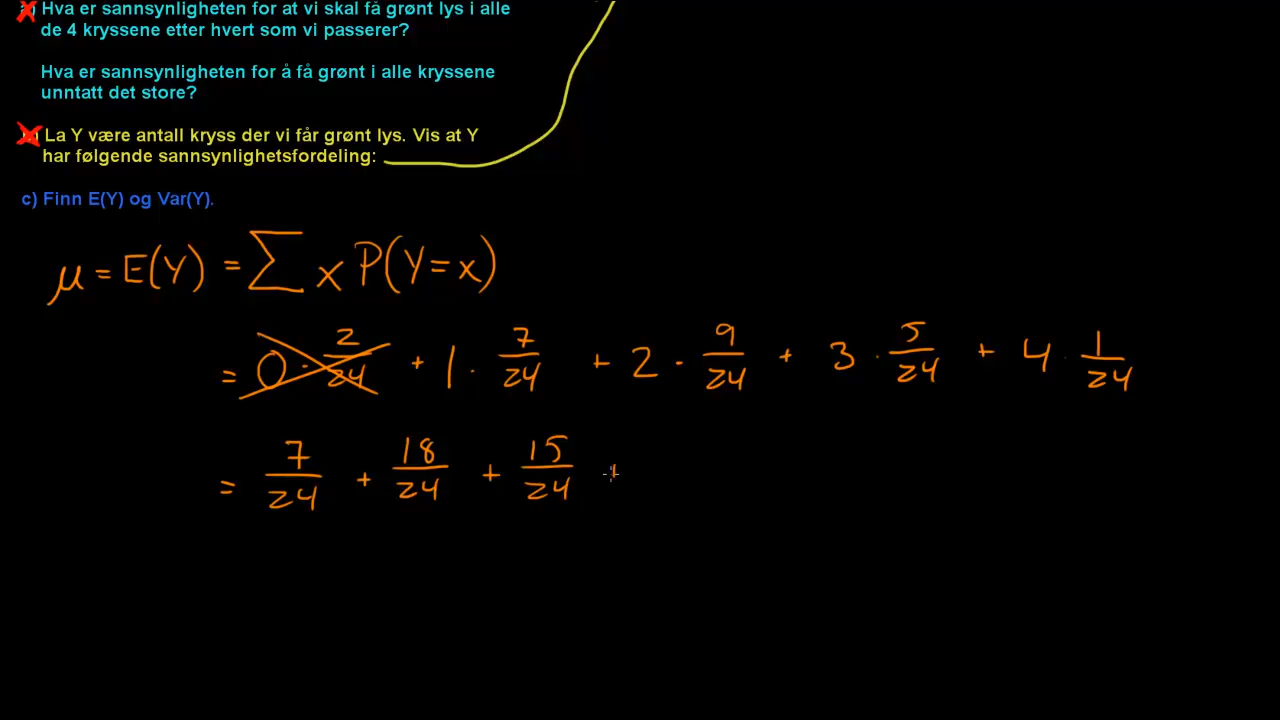 a) Hva er sannsynligheten for at vi skal få grønt lys i alle
de 4 kryssene etter hvert som vi passerer?
Hva er sannsynligheten for å få grønt i alle kryssene
unntatt det store?
b) La Y være antall kryss der vi får grønt lys. Vis at Y
har følgende sannsynlighetsfordeling:
c) Finn E(Y) og Var(Y).
μ = E(Y) = ∑ x P(Y=x)
= 0 · 2/24 + 1 · 7/24 + 2 · 9/24 + 3 · 5/24 + 4 · 1/24
= 7/24 + 18/24 + 15/24 +